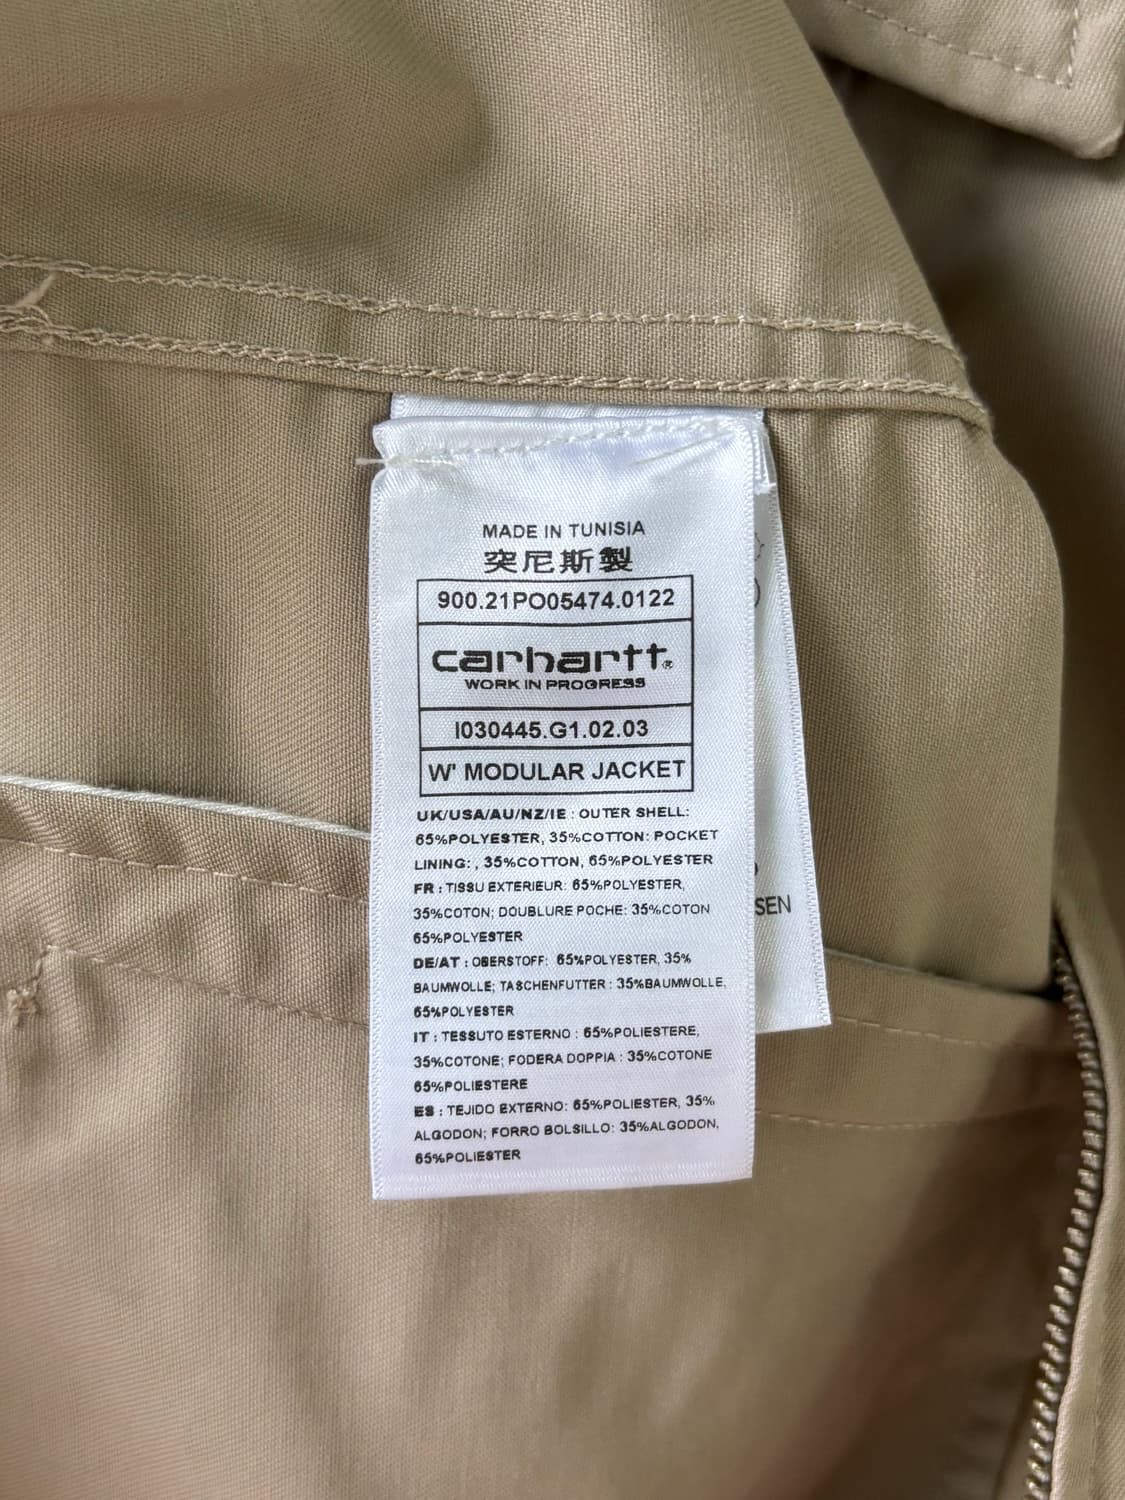 MADE IN TUNISIA
突尼斯製
900.21PO05474.0122
carhartt®
WORK IN PROGRESS
I030445.G1.02.03
W' MODULAR JACKET
UK/USA/AU/NZ/IE : OUTER SHELL:
65%POLYESTER, 35%COTTON: POCKET
LINING: , 35%COTTON, 65%POLYESTER
FR : TISSU EXTERIEUR: 65%POLYESTER,
35%COTON; DOUBLURE POCHE: 35%COTON
65%POLYESTER
DE/AT : OBERSTOFF: 65%POLYESTER, 35%
BAUMWOLLE; TASCHENFUTTER : 35%BAUMWOLLE,
65%POLYESTER
IT : TESSUTO ESTERNO : 65%POLIESTERE,
35%COTONE; FODERA DOPPIA : 35%COTONE
65%POLIESTERE
ES : TEJIDO EXTERNO: 65%POLIESTER, 35%
ALGODON; FORRO BOLSILLO: 35%ALGODON,
65%POLIESTER
SEN